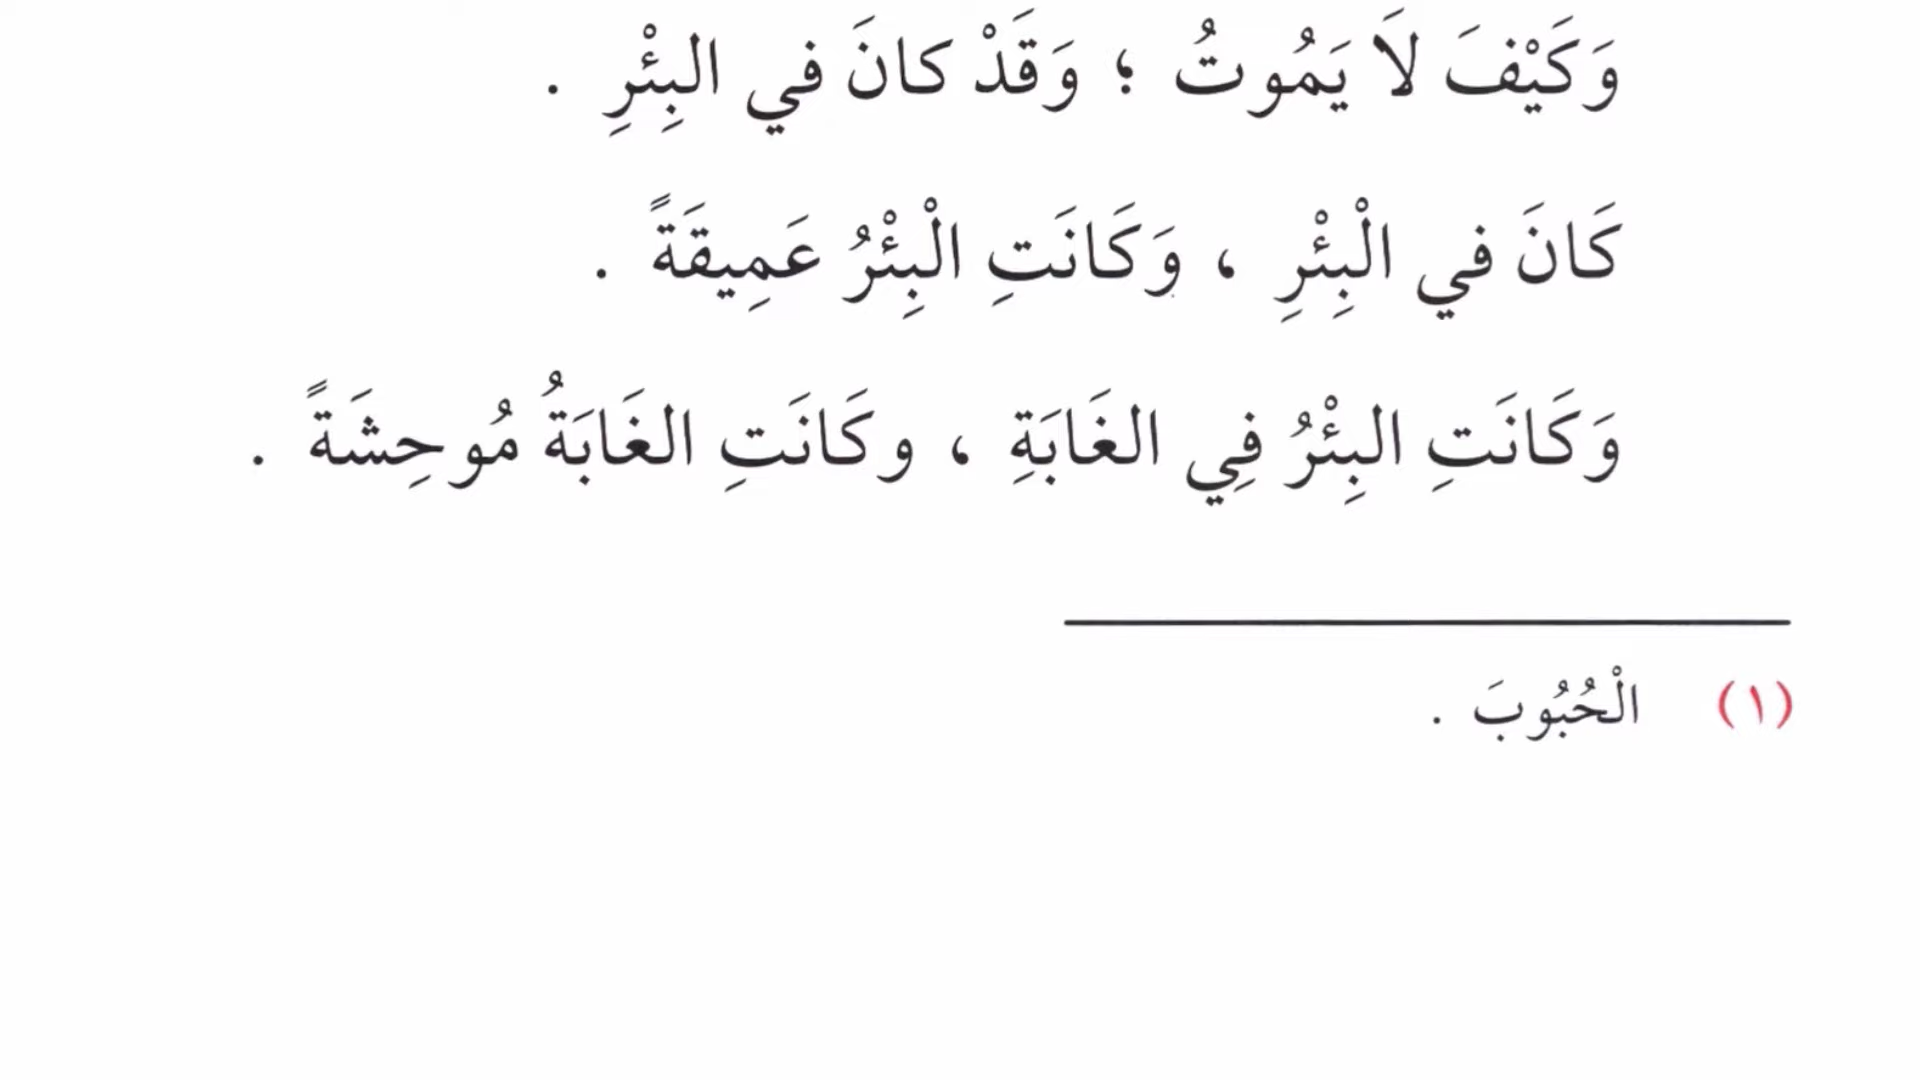 وَكَيْفَ لَا يَمُوتُ ؛ وَقَدْ كانَ في البِئْرِ .
كَانَ في الْبِئْرِ ، وَكَانَتِ الْبِئْرُ عَمِيقَةً .
وَكَانَتِ البِئْرُ فِي الغَابَةِ ، وكَانَتِ الغَابَةُ مُوحِشَةً .
(١) الْحُبُوبَ .